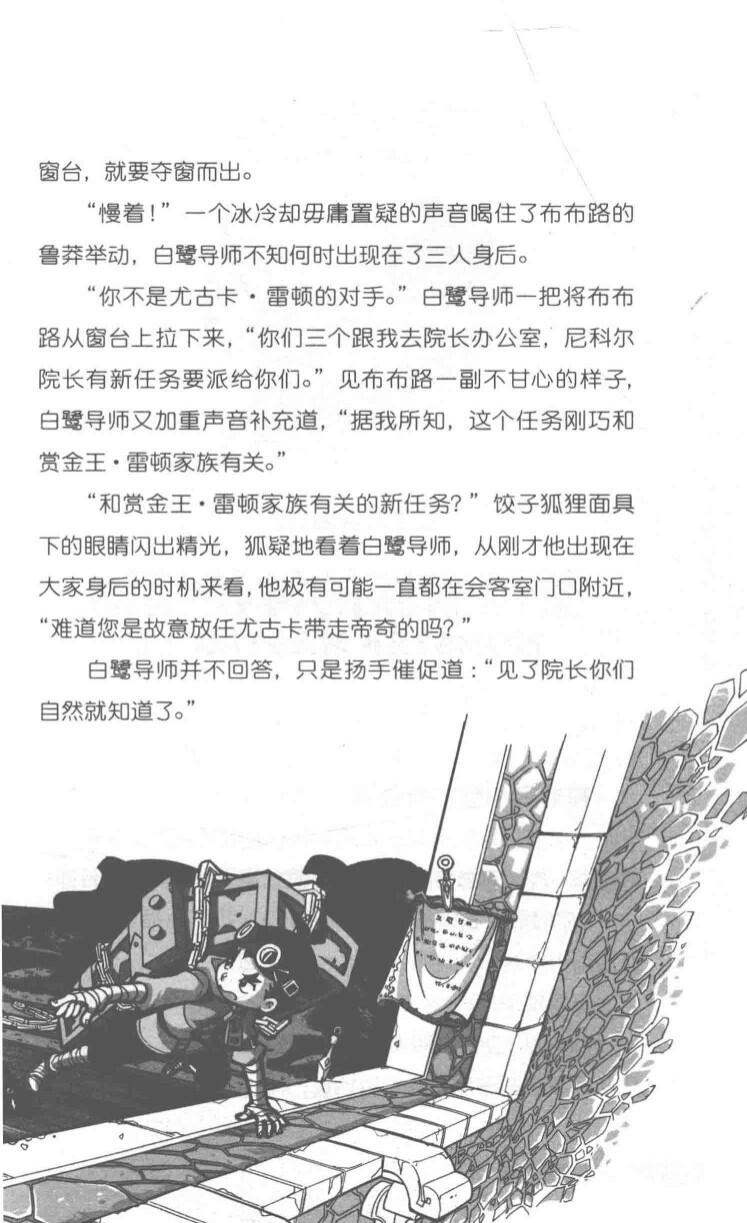 窗台，就要夺窗而出。
“慢着！”一个冰冷却毋庸置疑的声音喝住了布布路的
鲁莽举动，白鹭导师不知何时出现在了三人身后。
“你不是尤古卡·雷顿的对手。”白鹭导师一把将布布
路从窗台上拉下来，“你们三个跟我去院长办公室，尼科尔
院长有新任务要派给你们。”见布布路一副不甘心的样子，
白鹭导师又加重声音补充道，“据我所知，这个任务刚巧和
赏金王·雷顿家族有关。”
“和赏金王·雷顿家族有关的新任务？”饺子狐狸面具
下的眼睛闪出精光，狐疑地看着白鹭导师，从刚才他出现在
大家身后的时机来看，他极有可能一直都在会客室门口附近，
“难道您是故意放任尤古卡带走帝奇的吗？”
白鹭导师并不回答，只是扬手催促道：“见了院长你们
自然就知道了。”